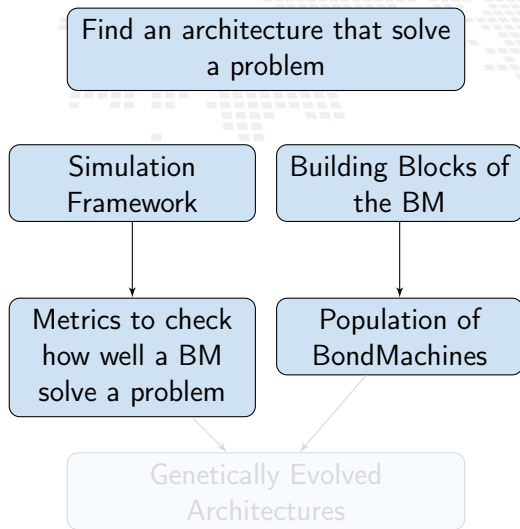 Find an architecture that solve
a problem
Simulation
Framework
Building Blocks of
the BM
Metrics to check
how well a BM
solve a problem
Population of
BondMachines
Genetically Evolved
Architectures